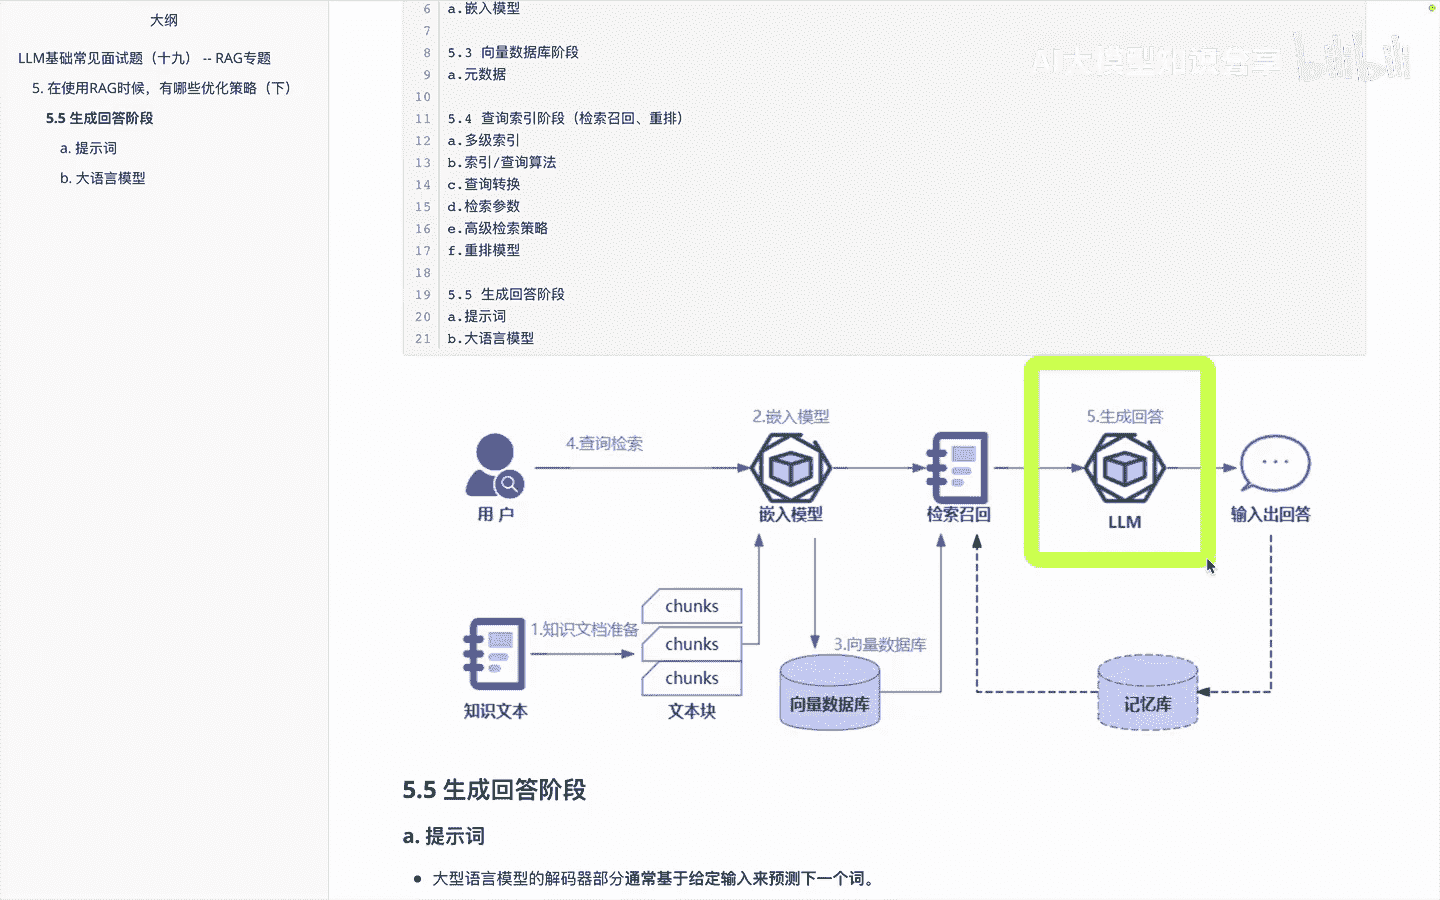 大纲
LLM基础常见面试题（十九） -- RAG专题
5. 在使用RAG时候，有哪些优化策略（下）
5.5 生成回答阶段
a. 提示词
b. 大语言模型
6 a.嵌入模型
7
8 5.3 向量数据库阶段
9 a.元数据
10
11 5.4 查询索引阶段（检索召回、重排）
12 a.多级索引
13 b.索引/查询算法
14 c.查询转换
15 d.检索参数
16 e.高级检索策略
17 f.重排模型
18
19 5.5 生成回答阶段
20 a.提示词
21 b.大语言模型
AI大模型知识分享 bilibili
4.查询检索
2.嵌入模型
5.生成回答
用户
嵌入模型
检索召回
LLM
输入出回答
1.知识文档准备
chunks
chunks
chunks
3.向量数据库
知识文本
文本块
向量数据库
记忆库
5.5 生成回答阶段
a. 提示词
● 大型语言模型的解码器部分通常基于给定输入来预测下一个词。